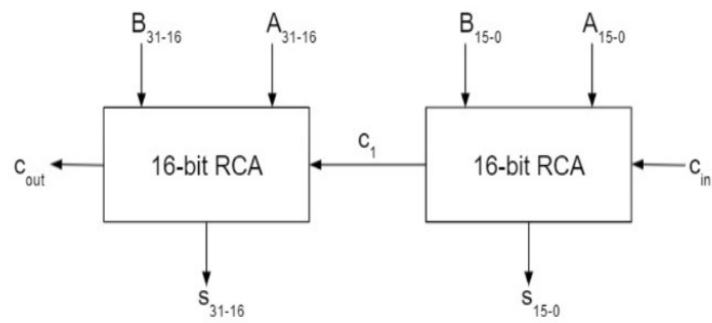 B31-16 A31-16 B15-0 A15-0
cout 16-bit RCA c1 16-bit RCA cin
s31-16 s15-0